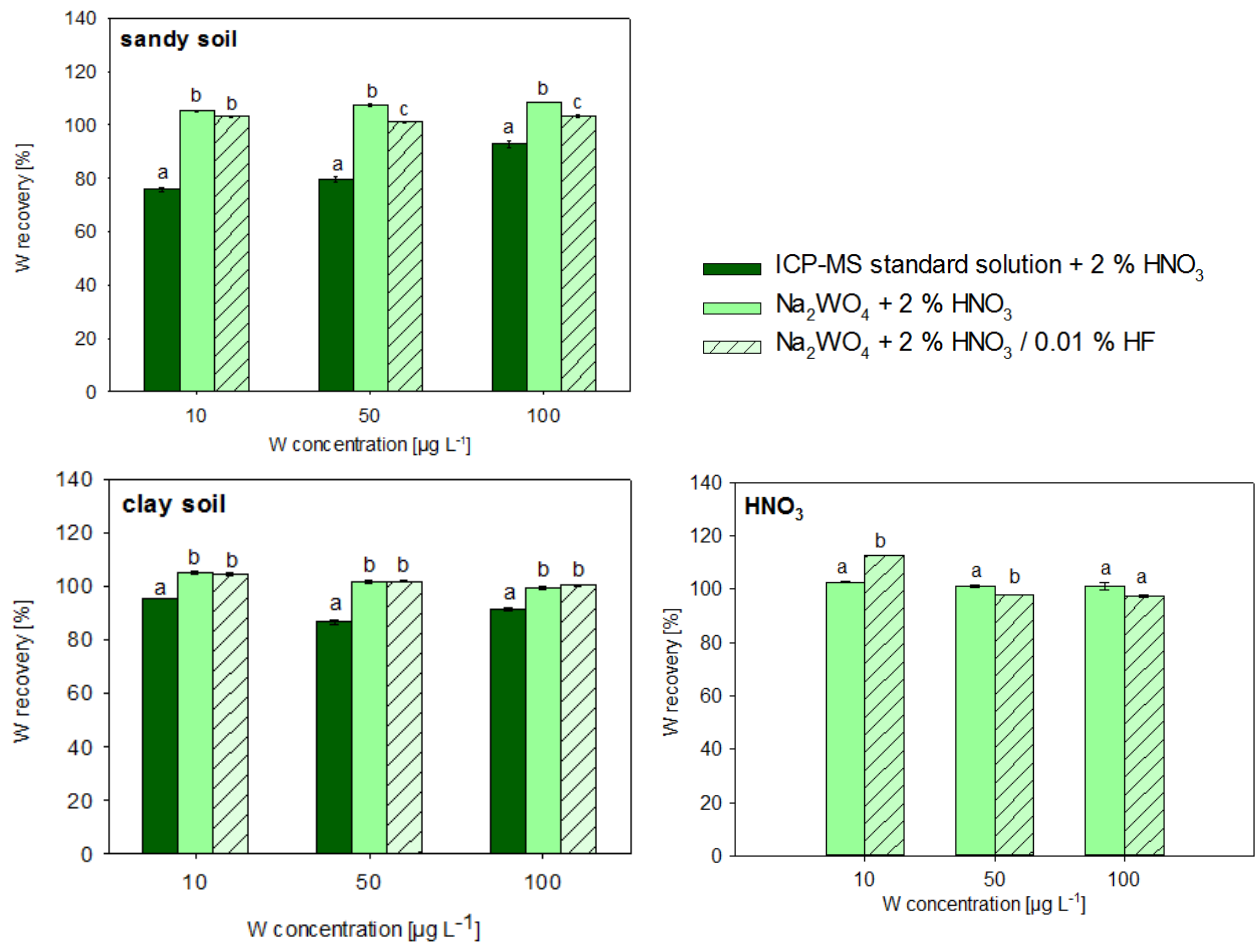 sandy soil
W recovery [%]
140
120
100
80
60
40
20
0
a b b
a b c
a b c
10 50 100
W concentration [µg L⁻¹]
ICP-MS standard solution + 2 % HNO₃
Na₂WO₄ + 2 % HNO₃
Na₂WO₄ + 2 % HNO₃ / 0.01 % HF
clay soil
W recovery [%]
140
120
100
80
60
40
20
0
a b b
a b b
a b b
10 50 100
W concentration [µg L⁻¹]
HNO₃
W recovery [%]
140
120
100
80
60
40
20
0
a b
a b
a a
10 50 100
W concentration [µg L⁻¹]